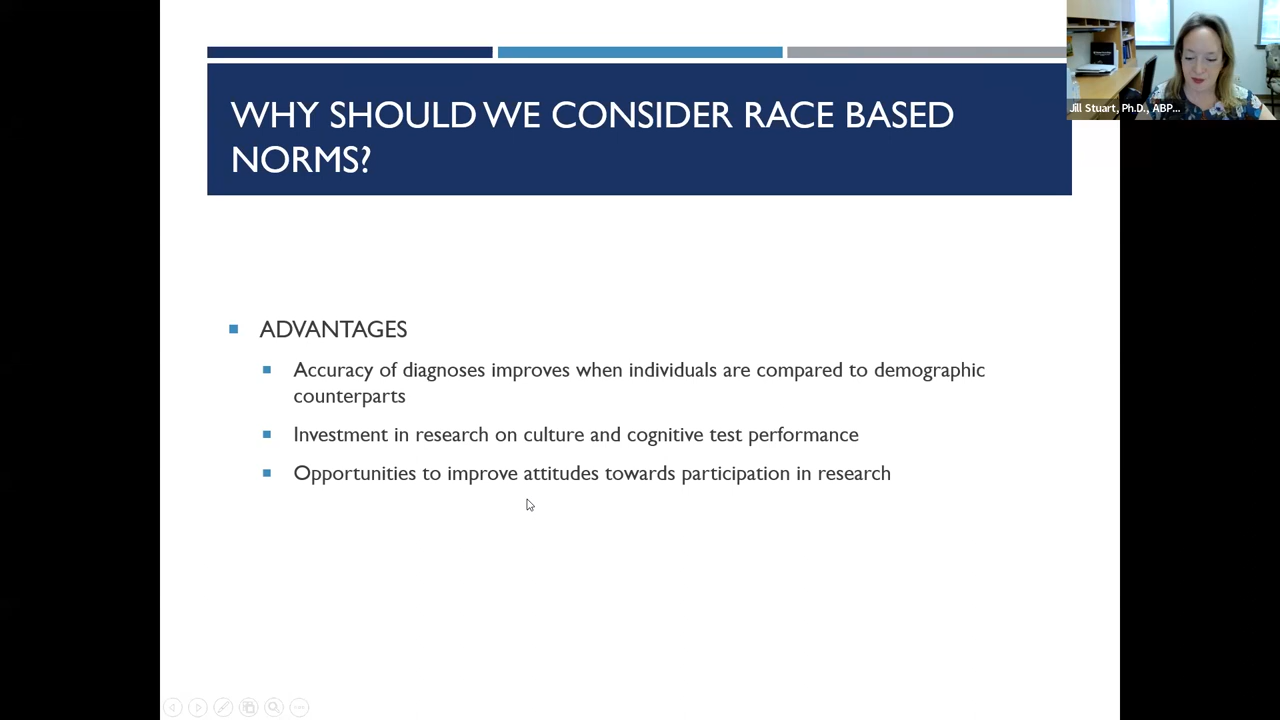 WHY SHOULD WE CONSIDER RACE BASED
NORMS?
Jill Stuart, Ph.D., ABP...
ADVANTAGES
Accuracy of diagnoses improves when individuals are compared to demographic
counterparts
Investment in research on culture and cognitive test performance
Opportunities to improve attitudes towards participation in research